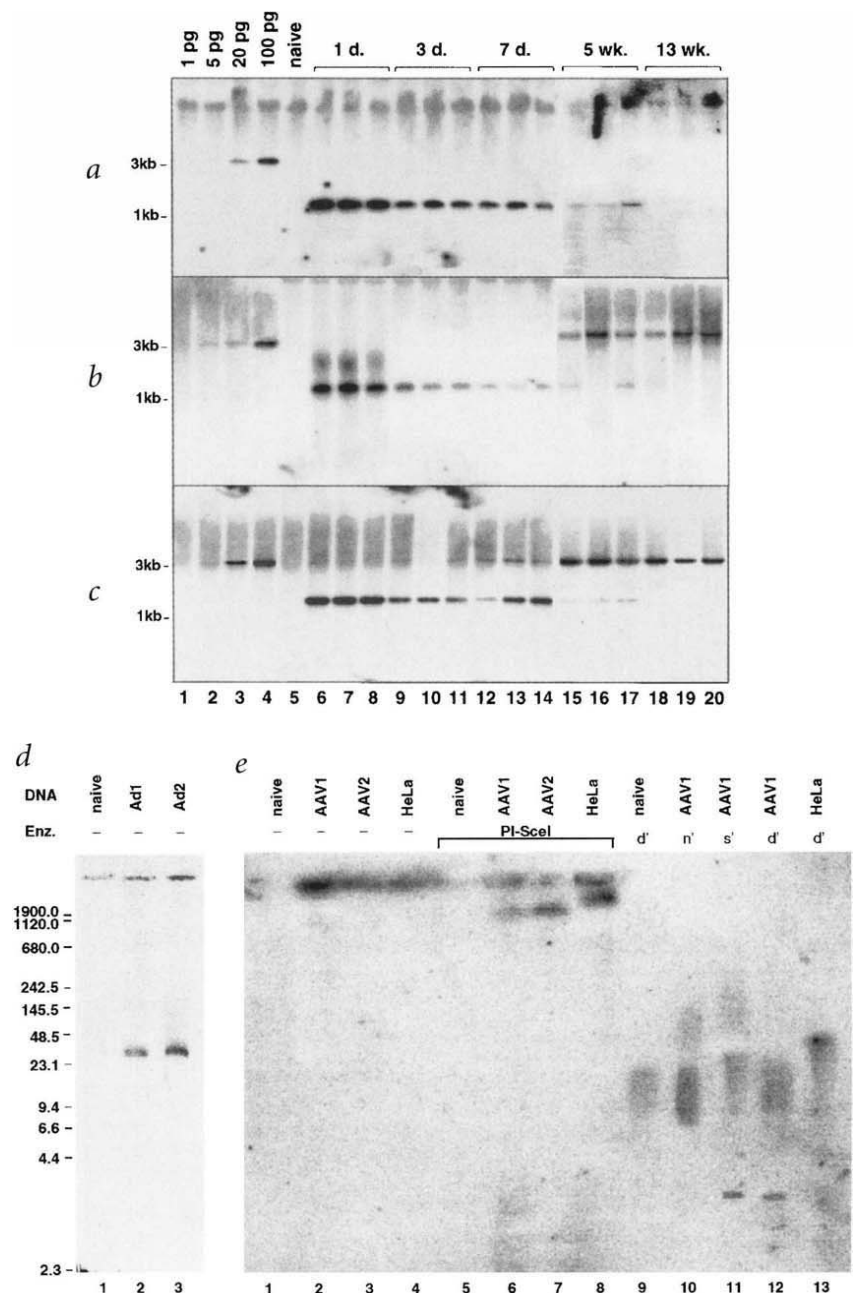 1 pg 5 pg 20 pg 100 pg naive 1 d. 3 d. 7 d. 5 wk. 13 wk.
a
3kb
1kb
b
3kb
1kb
c
3kb
1kb
1 2 3 4 5 6 7 8 9 10 11 12 13 14 15 16 17 18 19 20
d
DNA naive Ad1 Ad2
Enz. – – –
1900.0
1120.0
680.0
242.5
145.5
48.5
23.1
9.4
6.6
4.4
2.3
1 2 3
e
naive AAV1 AAV2 HeLa naive AAV1 AAV2 HeLa naive AAV1 AAV1 AAV1 HeLa
– – – – PI-SceI d' n' s' d' d'
1 2 3 4 5 6 7 8 9 10 11 12 13